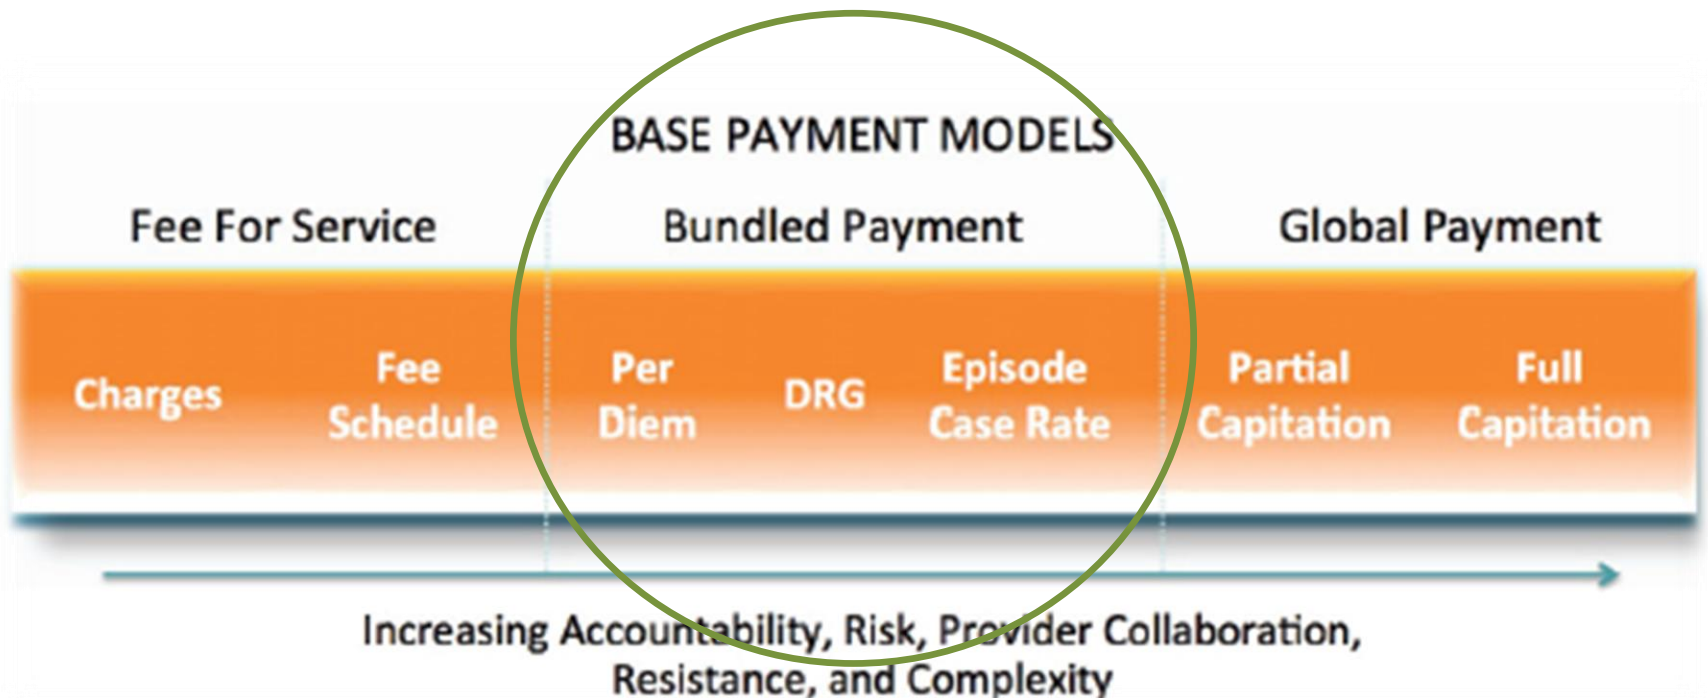 BASE PAYMENT MODELS
Fee For Service
Bundled Payment
Global Payment
Charges
Fee
Schedule
Per
Diem
DRG
Episode
Case Rate
Partial
Capitation
Full
Capitation
Increasing Accountability, Risk, Provider Collaboration,
Resistance, and Complexity